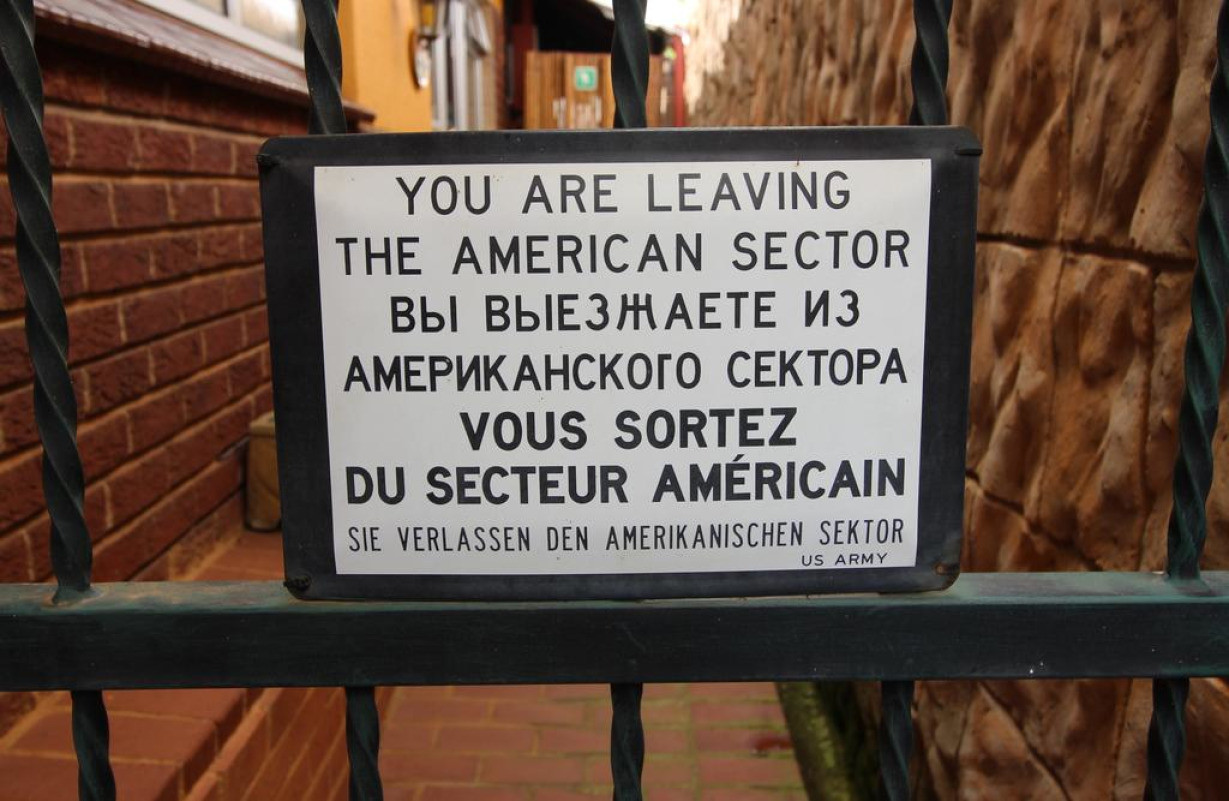 YOU ARE LEAVING
THE AMERICAN SECTOR
ВЫ ВЫЕЗЖАЕТЕ ИЗ
АМЕРИКАНСКОГО СЕКТОРА
VOUS SORTEZ
DU SECTEUR AMÉRICAIN
SIE VERLASSEN DEN AMERIKANISCHEN SEKTOR
US ARMY